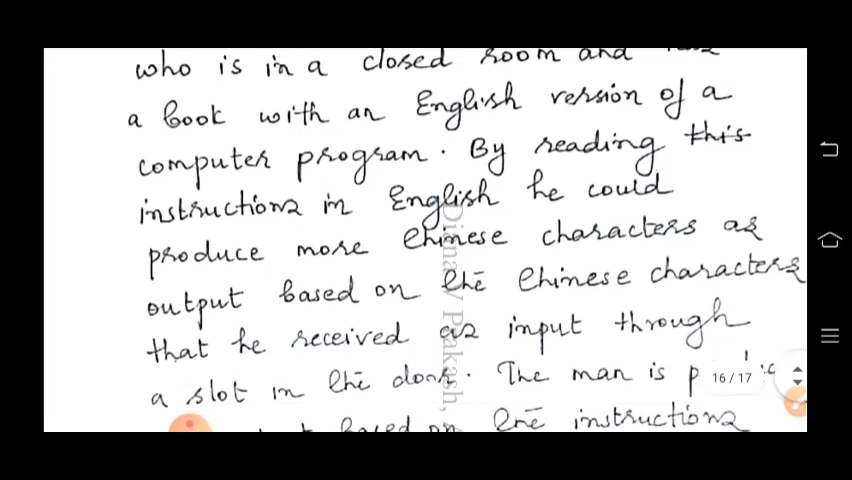 who is in a closed room and
a book with an English version of a
computer program. By reading this
instructions in English he could
produce more Chinese characters as
output based on the Chinese characters
that he received as input through
a slot in the door. The man is
16/17
based on the instructions
Diana V Prakash,